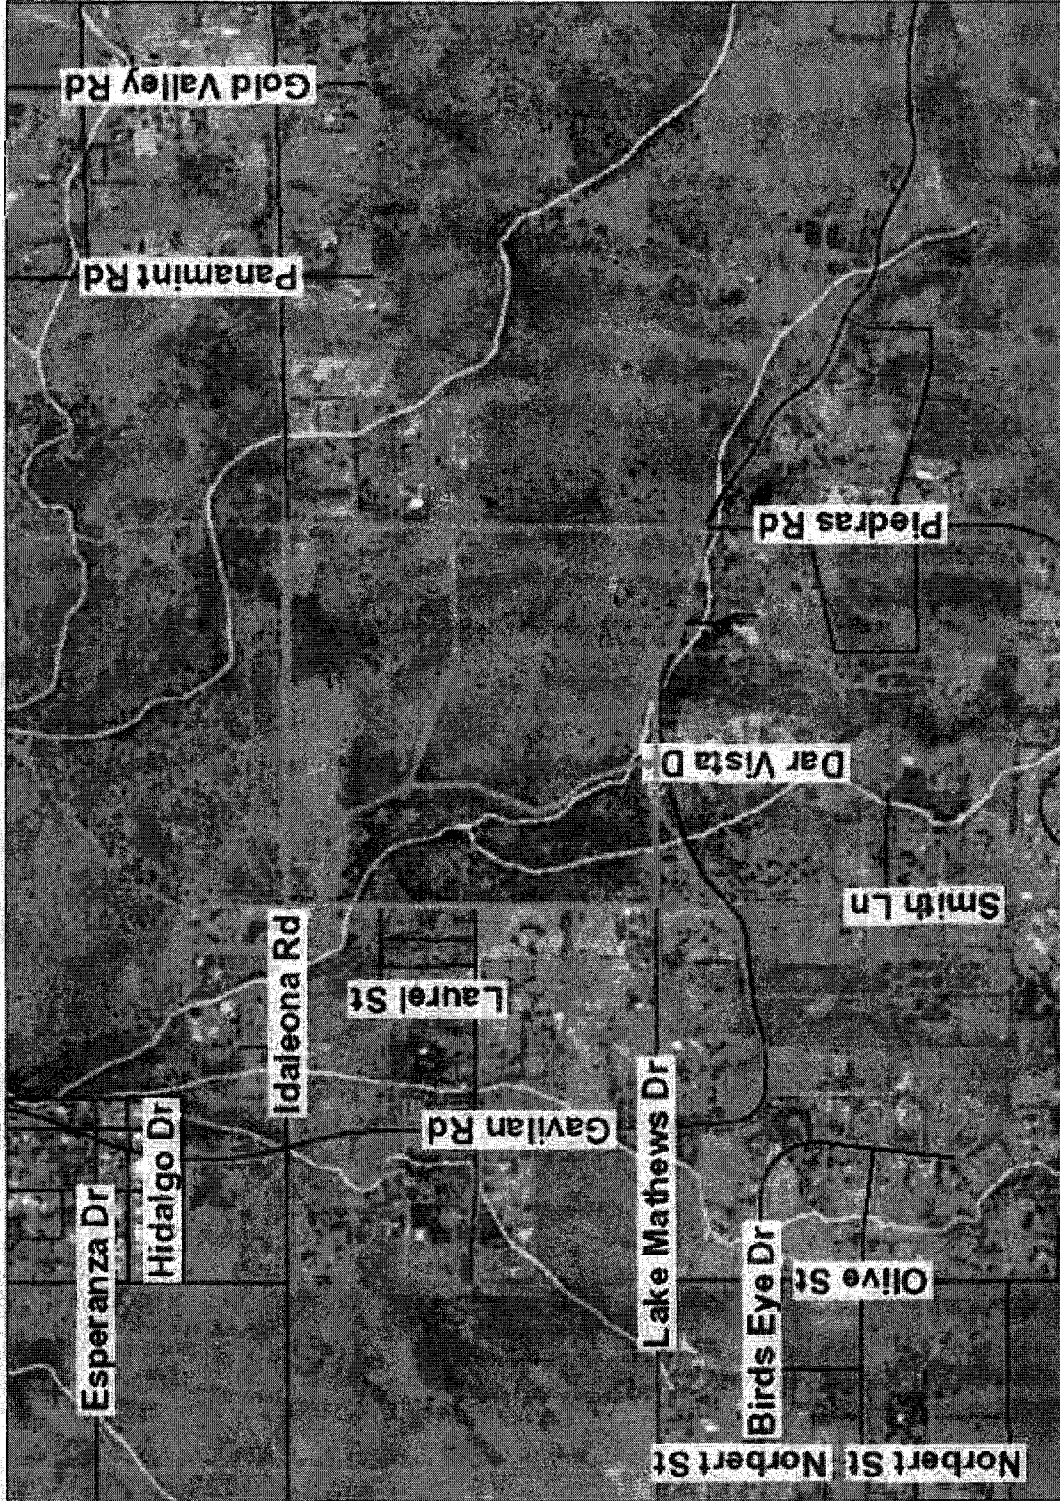 Gold Valley Rd
Panamint Rd
Piedras Rd
Dar Vista D
Smith Ln
Idaleona Rd
Laurel St
Gavilan Rd
Hidalgo Dr
Esperanza Dr
Lake Mathews Dr
Birds Eye Dr
Olive St
Norbert St
Norbert St